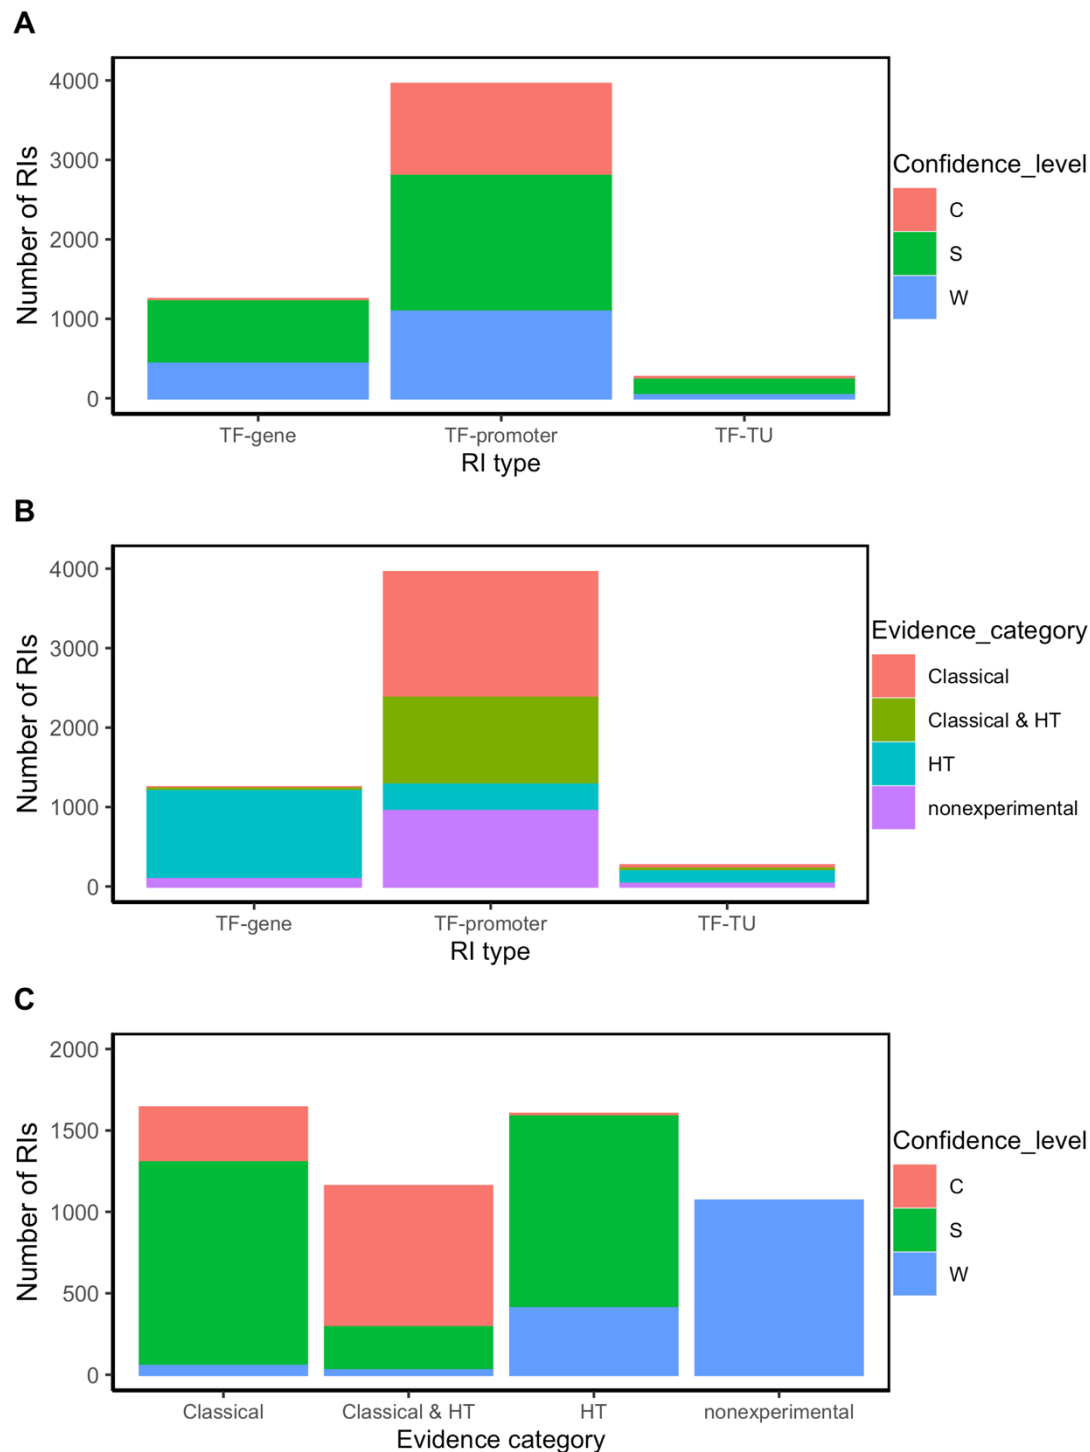 A
Number of RIs
4000
3000
2000
1000
0
TF-gene
TF-promoter
TF-TU
RI type
Confidence_level
C
S
W
B
Number of RIs
4000
3000
2000
1000
0
TF-gene
TF-promoter
TF-TU
RI type
Evidence_category
Classical
Classical & HT
HT
nonexperimental
C
Number of RIs
2000
1500
1000
500
0
Classical
Classical & HT
HT
nonexperimental
Evidence category
Confidence_level
C
S
W